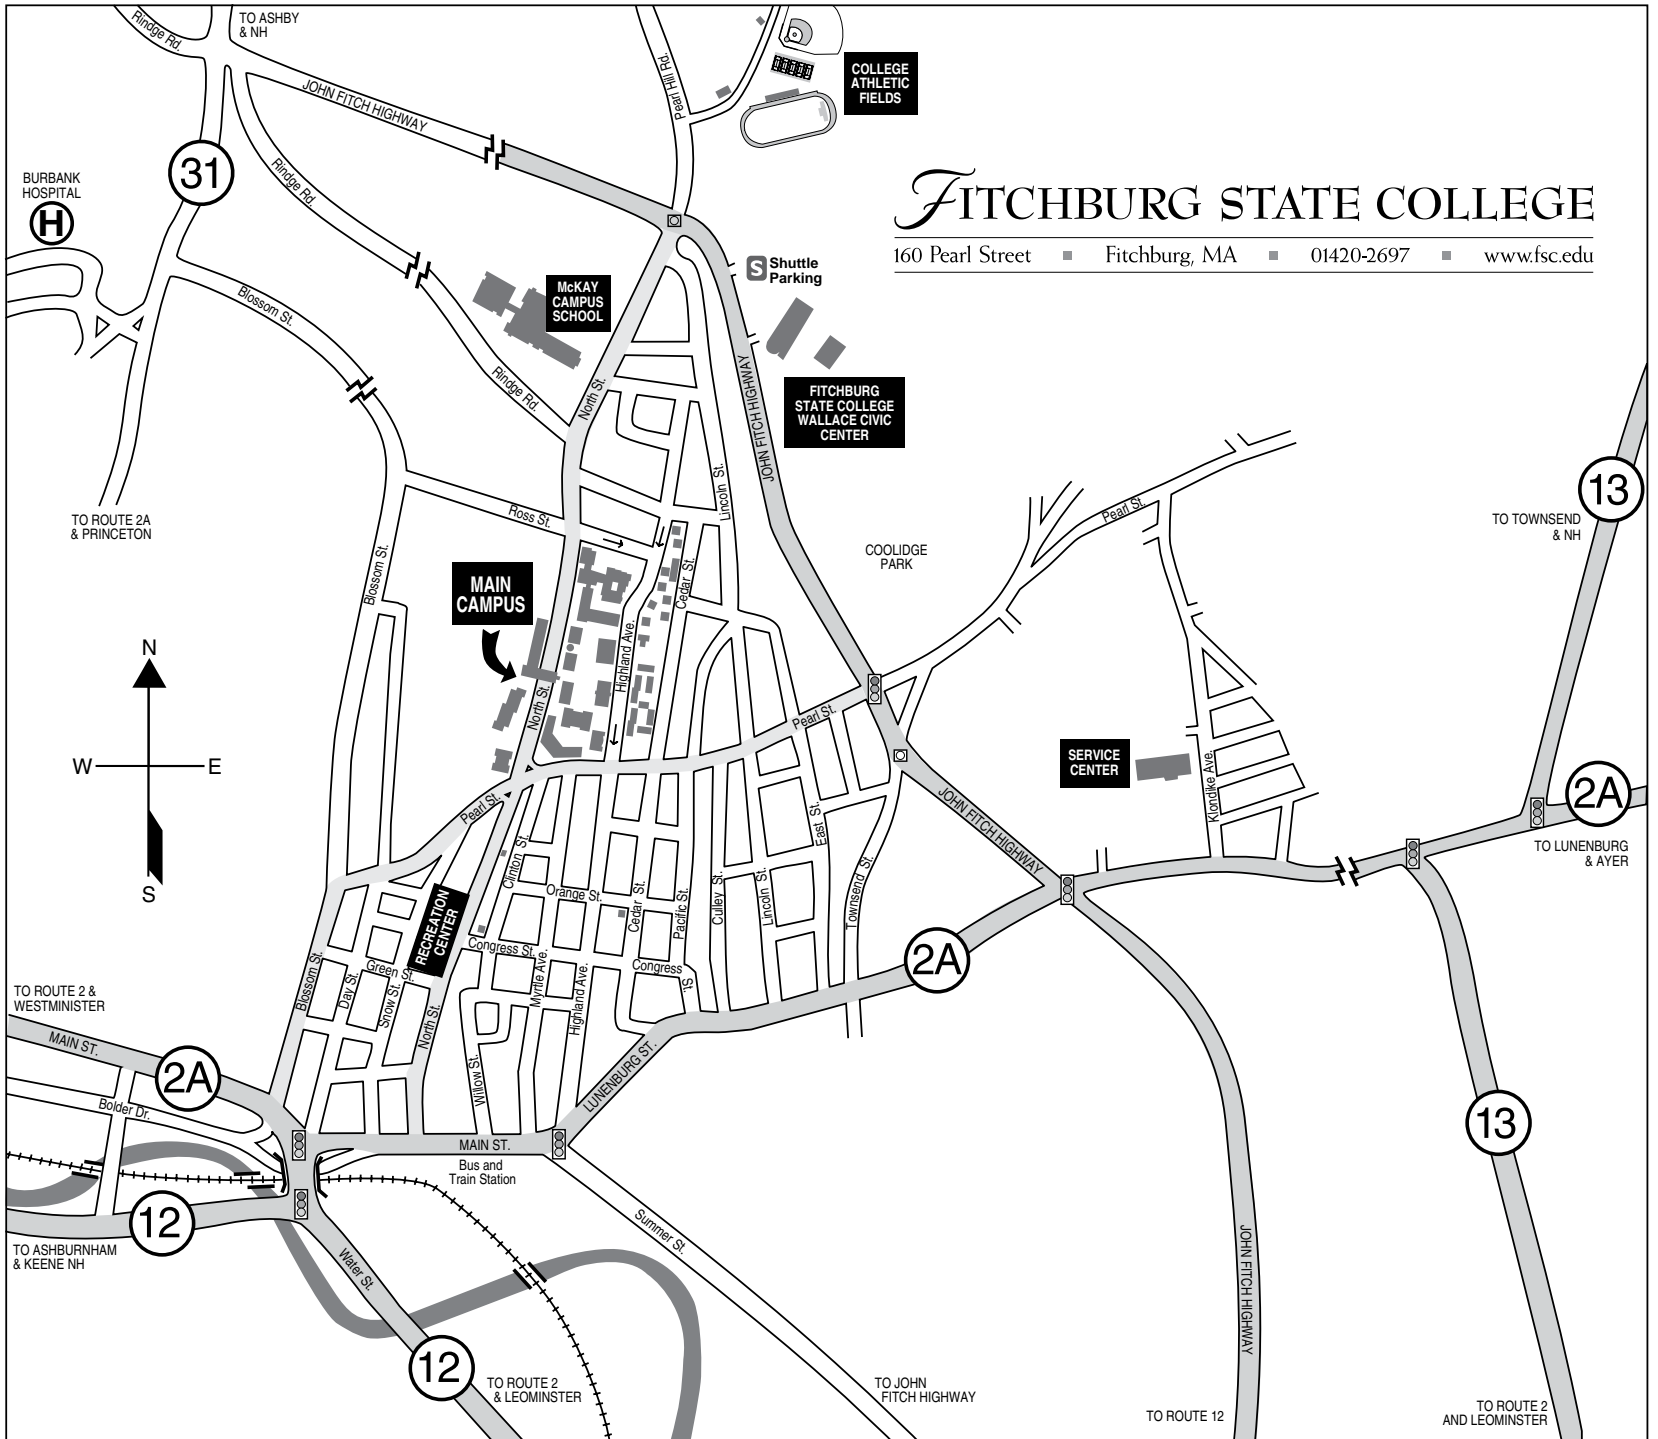 Rindge Rd.
TO ASHBY
& NH
JOHN FITCH HIGHWAY
Pearl Hill Rd.
COLLEGE
ATHLETIC
FIELDS
31
BURBANK
HOSPITAL
H
Rindge Rd.
FITCHBURG STATE COLLEGE
160 Pearl Street ■ Fitchburg, MA ■ 01420-2697 ■ www.fsc.edu
S Shuttle
Parking
McKAY
CAMPUS
SCHOOL
Blossom St.
Rindge Rd.
North St.
JOHN FITCH HIGHWAY
FITCHBURG
STATE COLLEGE
WALLACE CIVIC
CENTER
Lincoln St.
13
TO TOWNSEND
& NH
TO ROUTE 2A
& PRINCETON
Ross St.
Pearl St.
COOLIDGE
PARK
Blossom St.
MAIN
CAMPUS
Cedar St.
Highland Ave.
North St.
N
W
E
S
Pearl St.
SERVICE
CENTER
Klondike Ave.
2A
TO LUNENBURG
& AYER
Pearl St.
JOHN FITCH HIGHWAY
East St.
Clinton St.
Orange St.
Cedar St.
Pacific St.
Culley St.
Lincoln St.
Townsend St.
RECREATION
CENTER
Congress St.
Congress
St.
2A
Blossom St.
Day St.
Green St.
Snow St.
North St.
Myrtle Ave.
Highland Ave.
TO ROUTE 2 &
WESTMINISTER
MAIN ST.
2A
Willow St.
LUNENBURG ST.
Bolder Dr.
MAIN ST.
Bus and
Train Station
13
12
TO ASHBURNHAM
& KEENE NH
Water St.
Summer St.
JOHN FITCH HIGHWAY
12
TO ROUTE 2
& LEOMINSTER
TO JOHN
FITCH HIGHWAY
TO ROUTE 12
TO ROUTE 2
AND LEOMINSTER